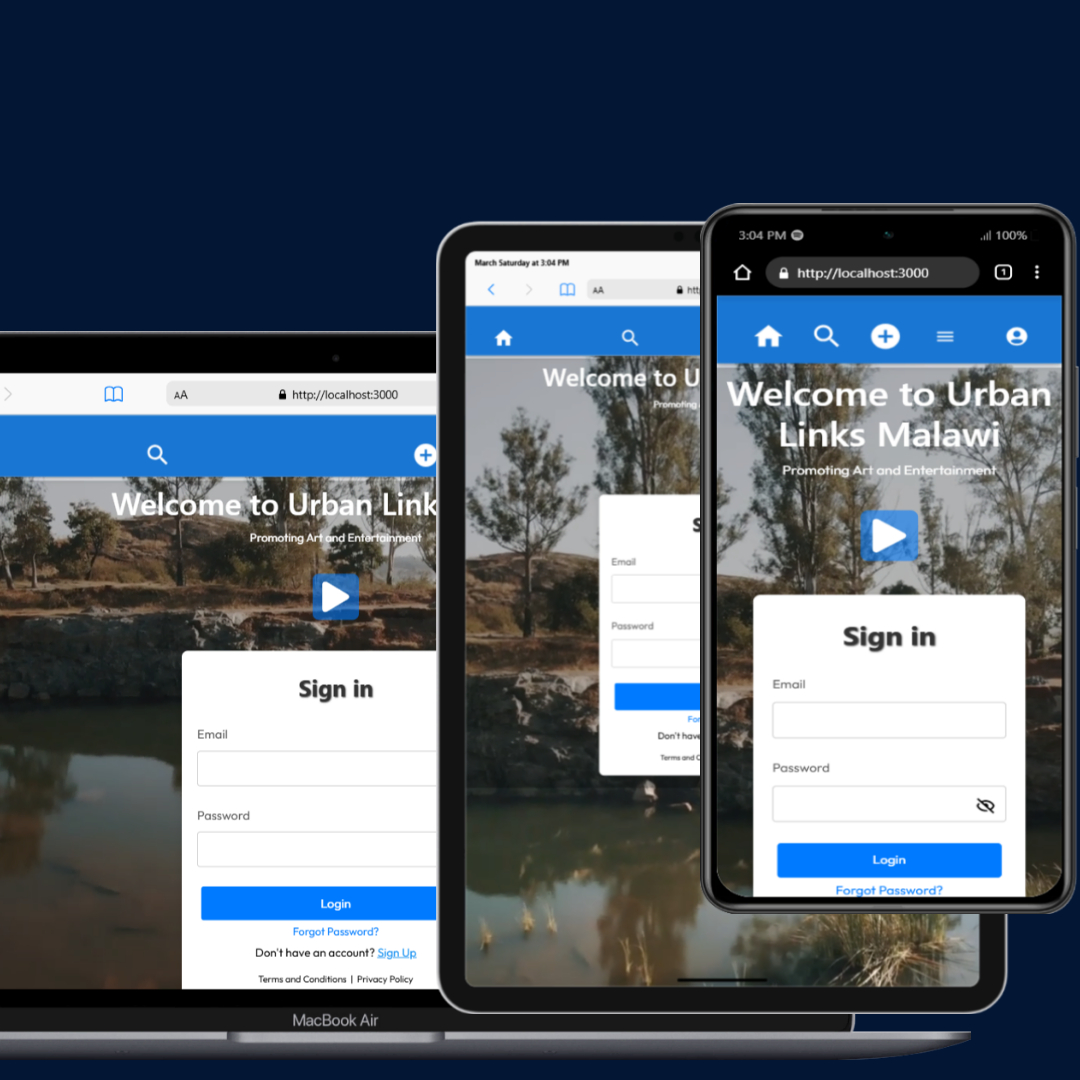 AA
http://localhost:3000
Welcome to Urban Link
Promoting Art and Entertainment
Sign in
Email
Password
Login
Forgot Password?
Don't have an account? Sign Up
Terms and Conditions | Privacy Policy
MacBook Air
March Saturday at 3:04 PM
AA
Welcome to U
Promoting
Email
Password
Don't have
Terms and
3:04 PM
100%
http://localhost:3000
1
Welcome to Urban
Links Malawi
Promoting Art and Entertainment
Sign in
Email
Password
Login
Forgot Password?